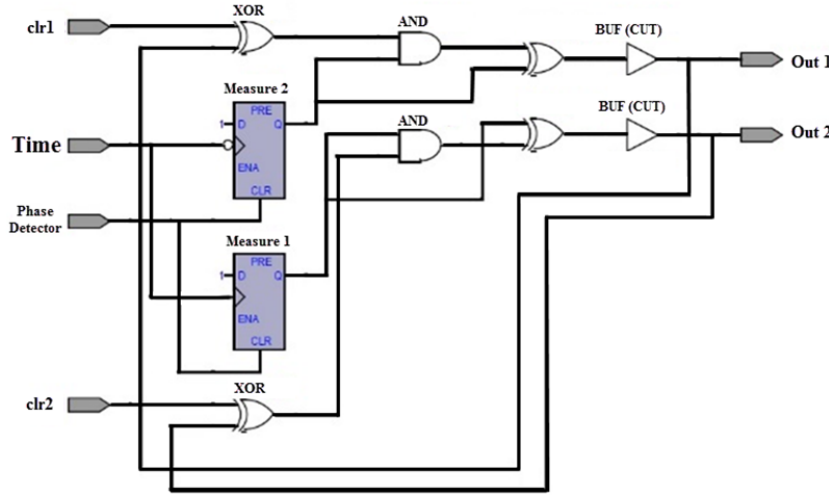 XOR
clr1
AND
BUF (CUT)
Out 1
Measure 2
PRE
1 D Q
ENA
CLR
Time
AND
BUF (CUT)
Out 2
Phase
Detector
Measure 1
PRE
1 D Q
ENA
CLR
XOR
clr2